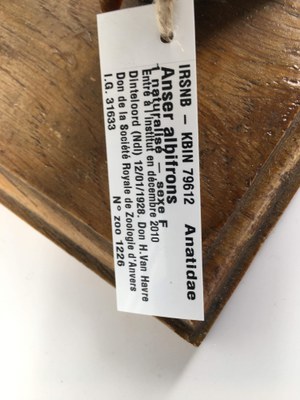 IRSNB – KBIN 79612 Anatidae
Anser albifrons
1 naturalisé – sexe F
Entré à l'Institut en décembre 2010
Dinteloord (Ndl) 12/01/1928. Don H.Van Havre
Don de la Société Royale de Zoologie d'Anvers
I.G. 31633 N° zoo 1226